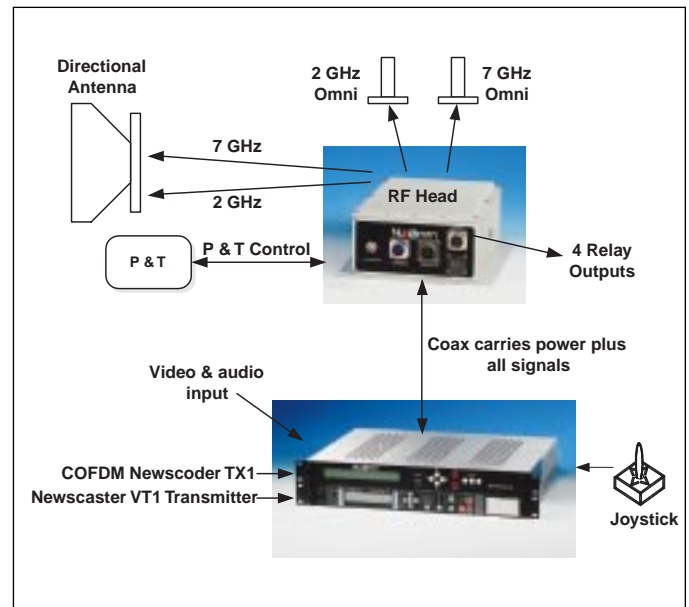 Directional
Antenna
2 GHz
Omni
7 GHz
Omni
7 GHz
2 GHz
RF Head
P & T
P & T Control
4 Relay
Outputs
Coax carries power plus
all signals
Video & audio
input
COFDM Newscoder TX1
Newscaster VT1 Transmitter
Joystick